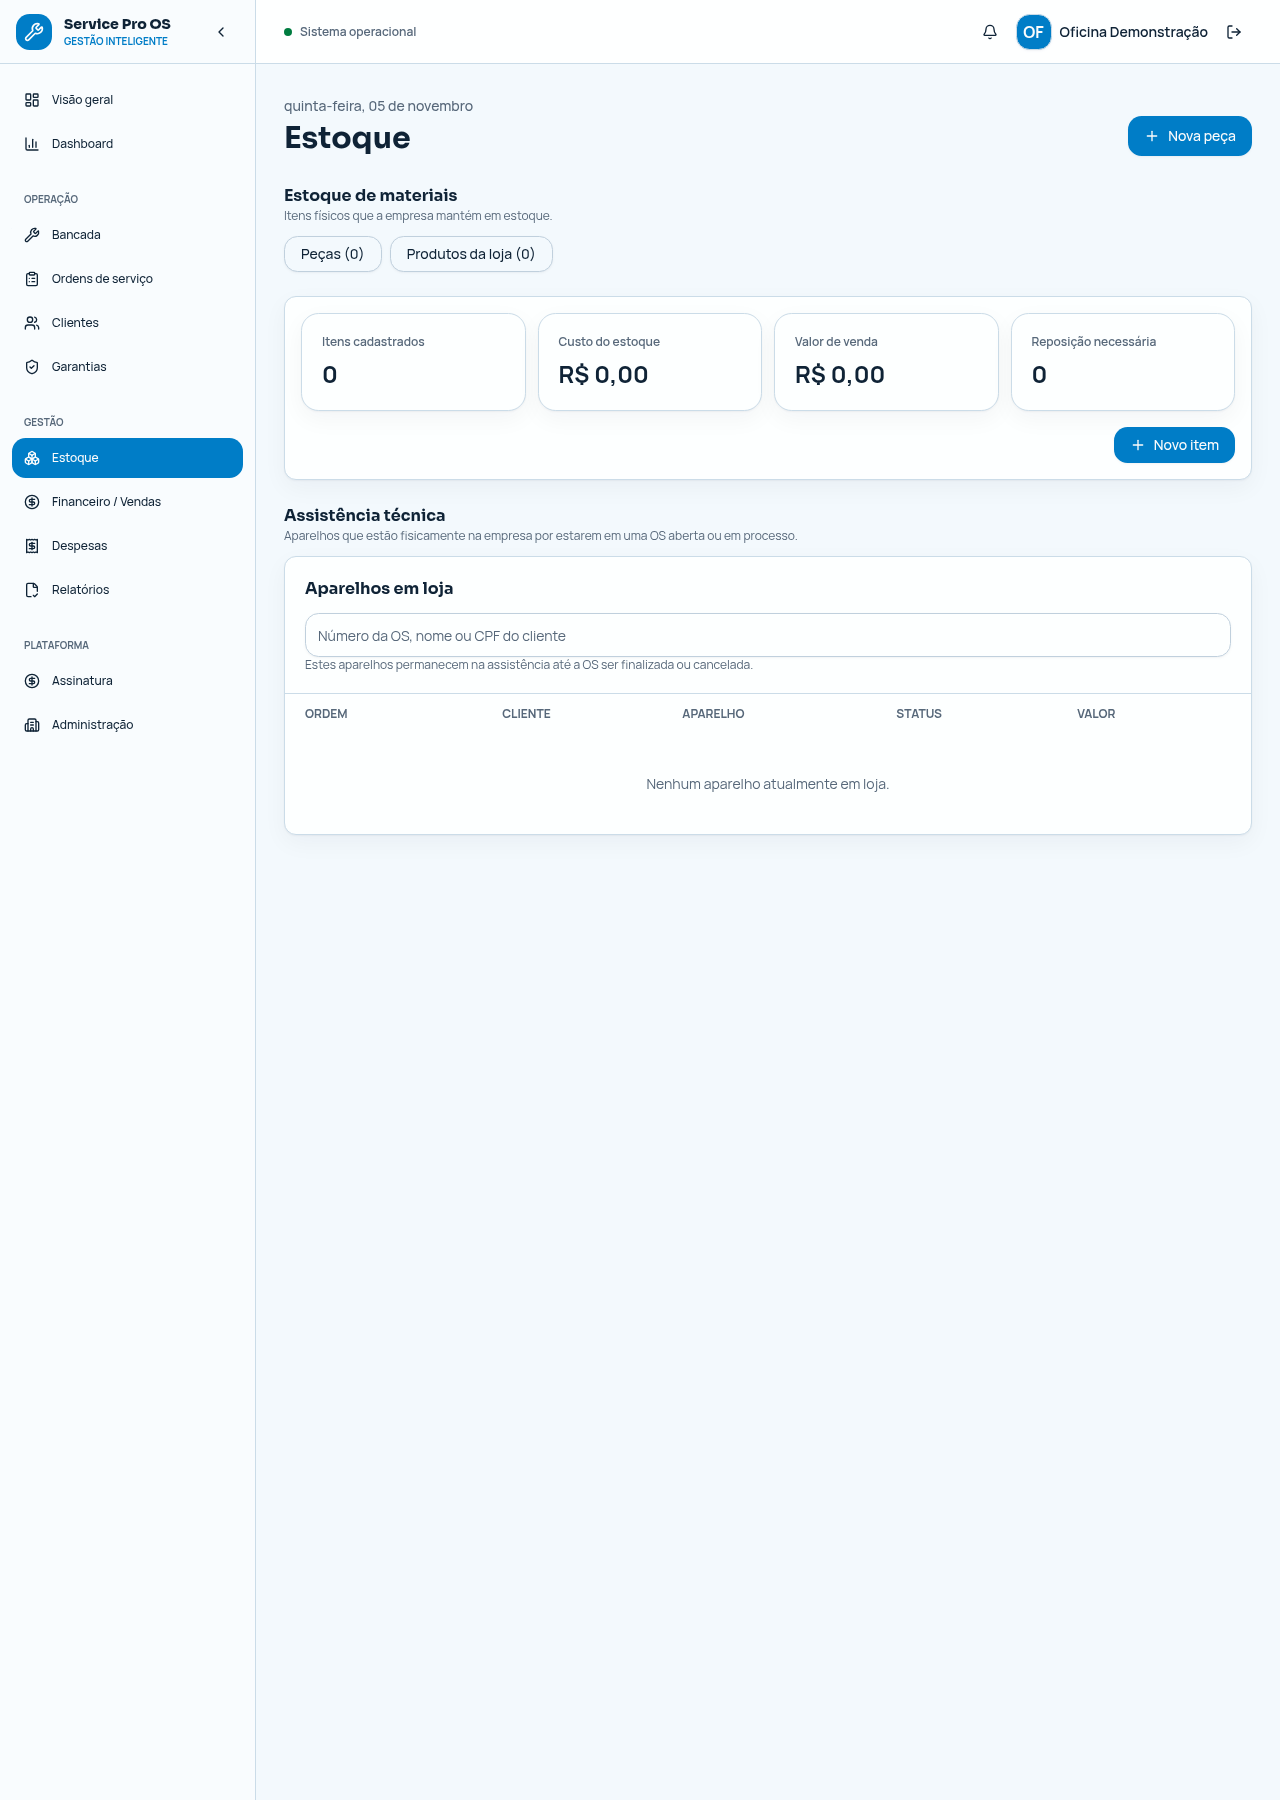 Service Pro OS
GESTÃO INTELIGENTE
Visão geral
Dashboard
OPERAÇÃO
Bancada
Ordens de serviço
Clientes
Garantias
GESTÃO
Estoque
Financeiro / Vendas
Despesas
Relatórios
PLATAFORMA
Assinatura
Administração
Sistema operacional
OF Oficina Demonstração
quinta-feira, 05 de novembro
Estoque
Nova peça
Estoque de materiais
Itens físicos que a empresa mantém em estoque.
Peças (0) Produtos da loja (0)
Itens cadastrados
0
Custo do estoque
R$ 0,00
Valor de venda
R$ 0,00
Reposição necessária
0
Novo item
Assistência técnica
Aparelhos que estão fisicamente na empresa por estarem em uma OS aberta ou em processo.
Aparelhos em loja
Número da OS, nome ou CPF do cliente
Estes aparelhos permanecem na assistência até a OS ser finalizada ou cancelada.
ORDEM CLIENTE APARELHO STATUS VALOR
Nenhum aparelho atualmente em loja.